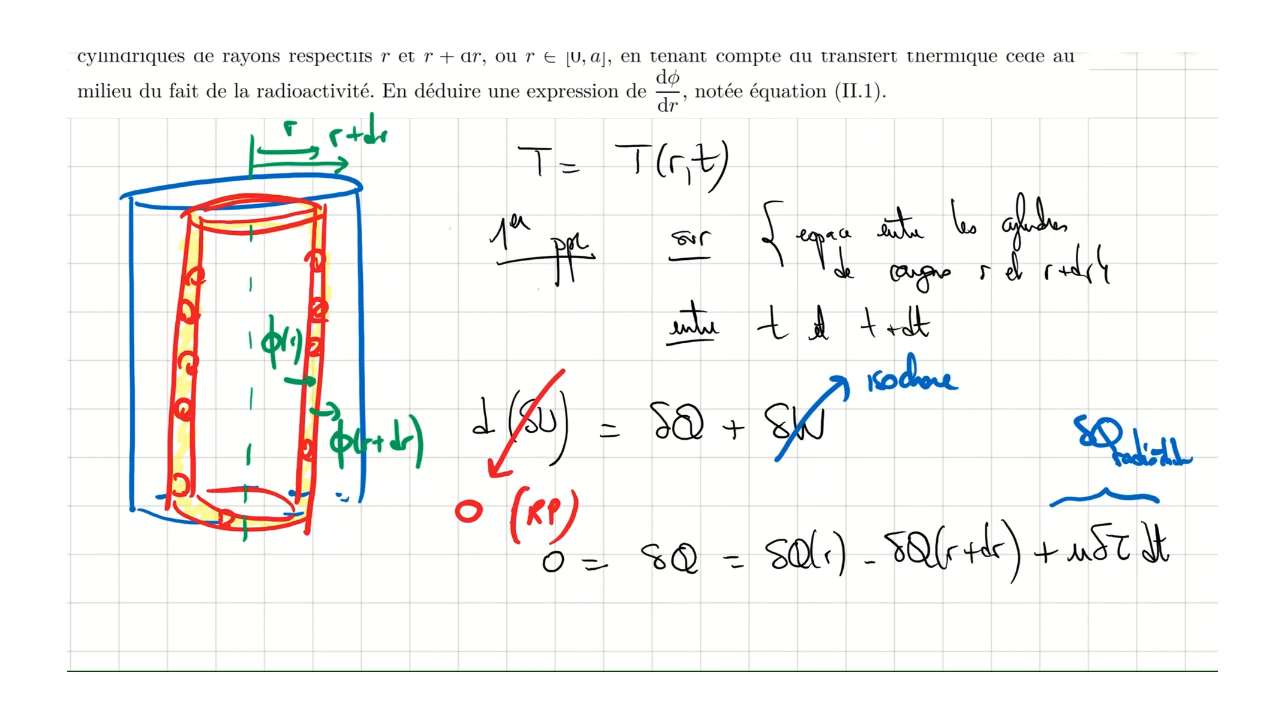 cylindriques de rayons respectifs r et r + dr, où r ∈ [0, a], en tenant compte du transfert thermique cédé au
milieu du fait de la radioactivité. En déduire une expression de dϕ/dr, notée équation (II.1).
r
r+dr
T = T(r,t)
1er ppe sur { espace entre les cylindres
de rayons r et r+dr }
entre t et t+dt
ϕ(r)
ϕ(r+dr)
isochore
d(δU) = δQ + δW
δQ radioactivité
0 (RP)
0 = δQ = δQ(r) - δQ(r+dr) + u δτ dt